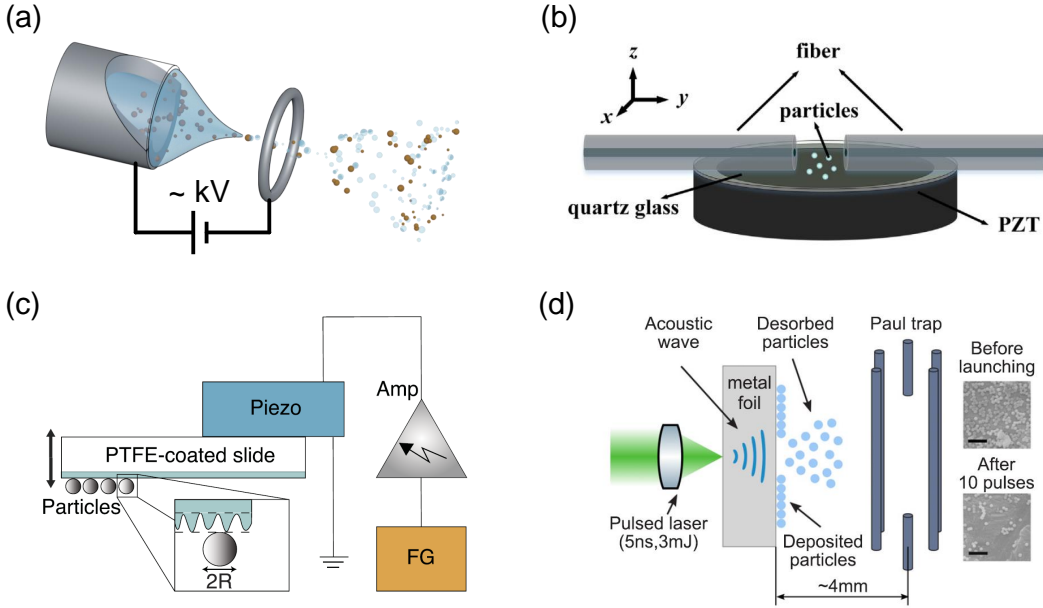 (a)
~ kV
(b)
fiber
z
y
x
particles
quartz glass
PZT
(c)
Amp
Piezo
PTFE-coated slide
Particles
2R
FG
(d)
Acoustic
wave
Desorbed
particles
Paul trap
metal
foil
Before
launching
After
10 pulses
Pulsed laser
(5ns,3mJ)
Deposited
particles
~4mm